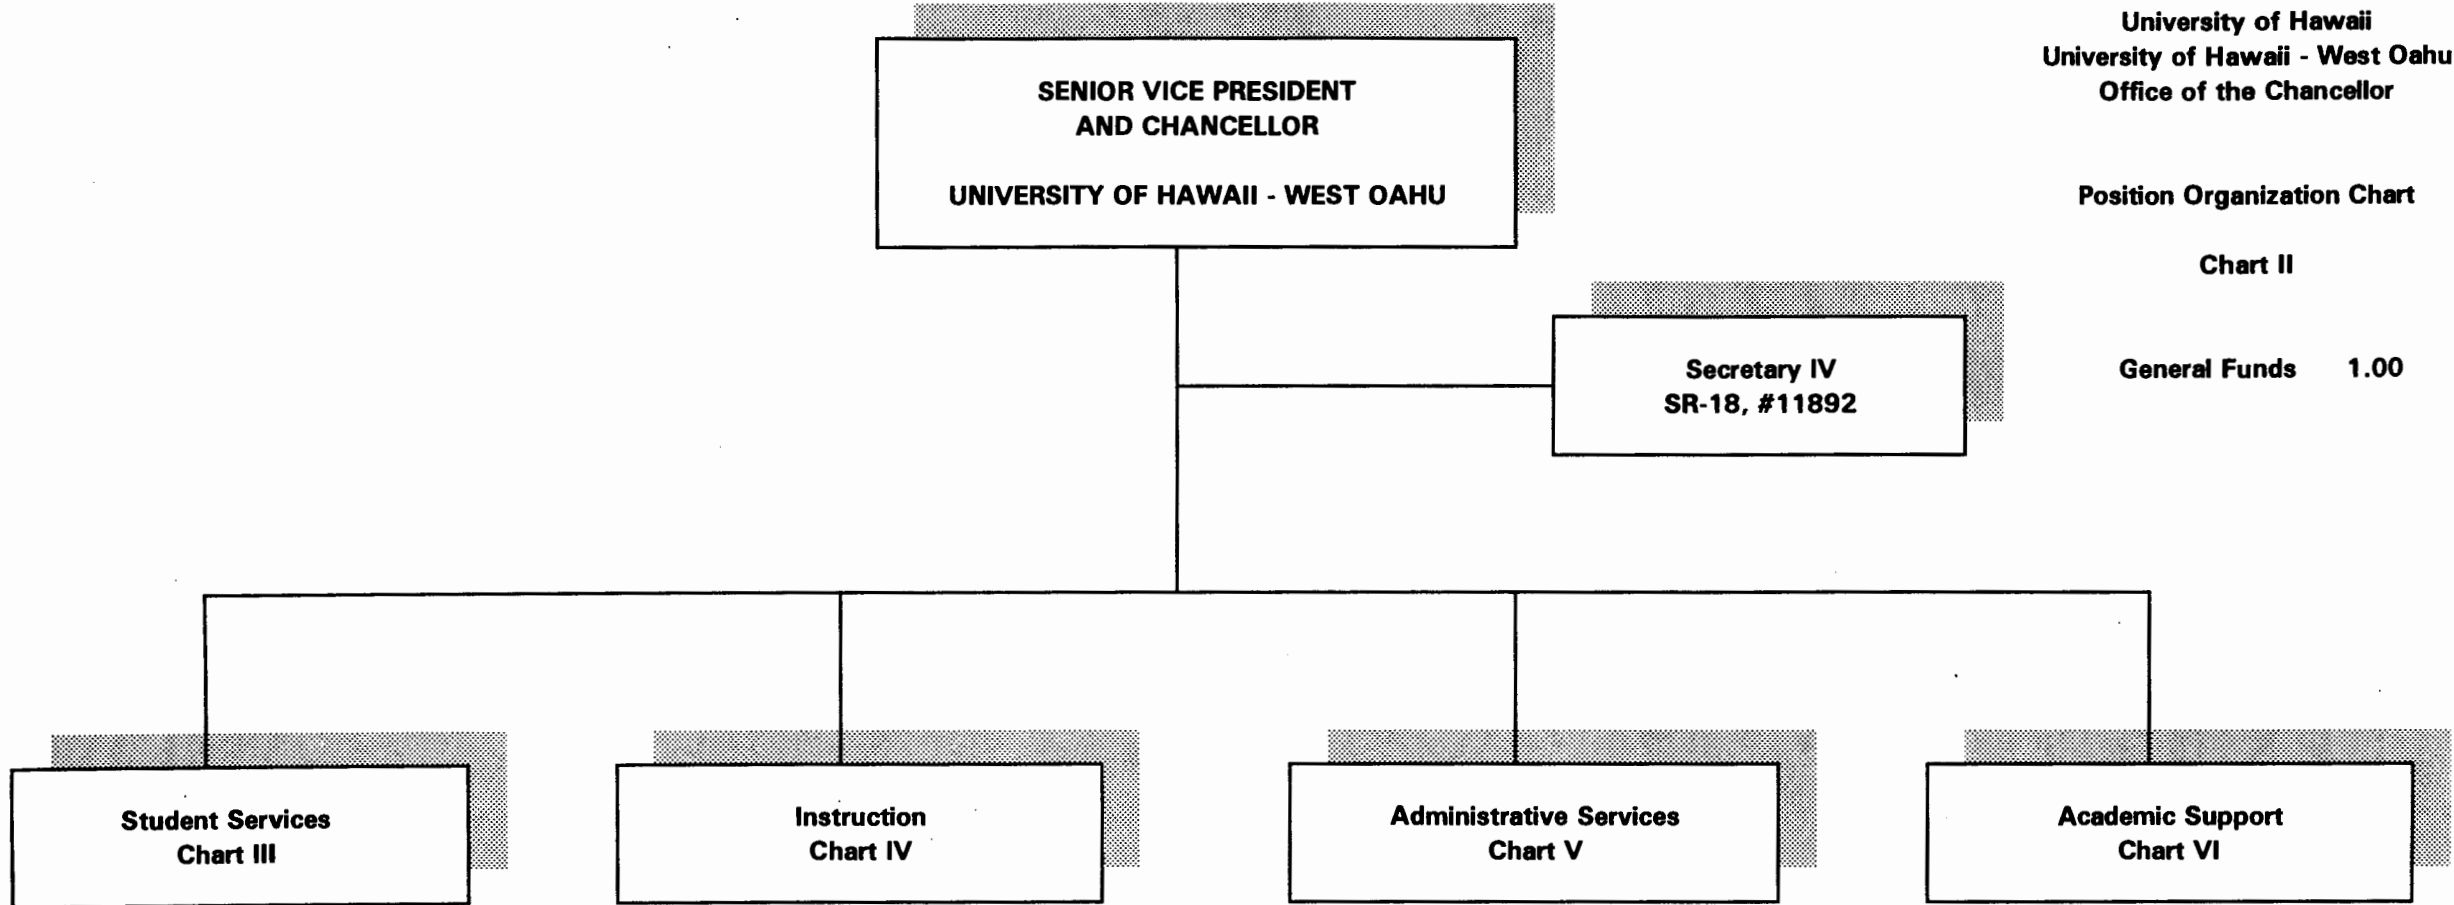 University of Hawaii
University of Hawaii - West Oahu
Office of the Chancellor
Position Organization Chart
Chart II
General Funds 1.00
SENIOR VICE PRESIDENT
AND CHANCELLOR
UNIVERSITY OF HAWAII - WEST OAHU
Secretary IV
SR-18, #11892
Student Services
Chart III
Instruction
Chart IV
Administrative Services
Chart V
Academic Support
Chart VI